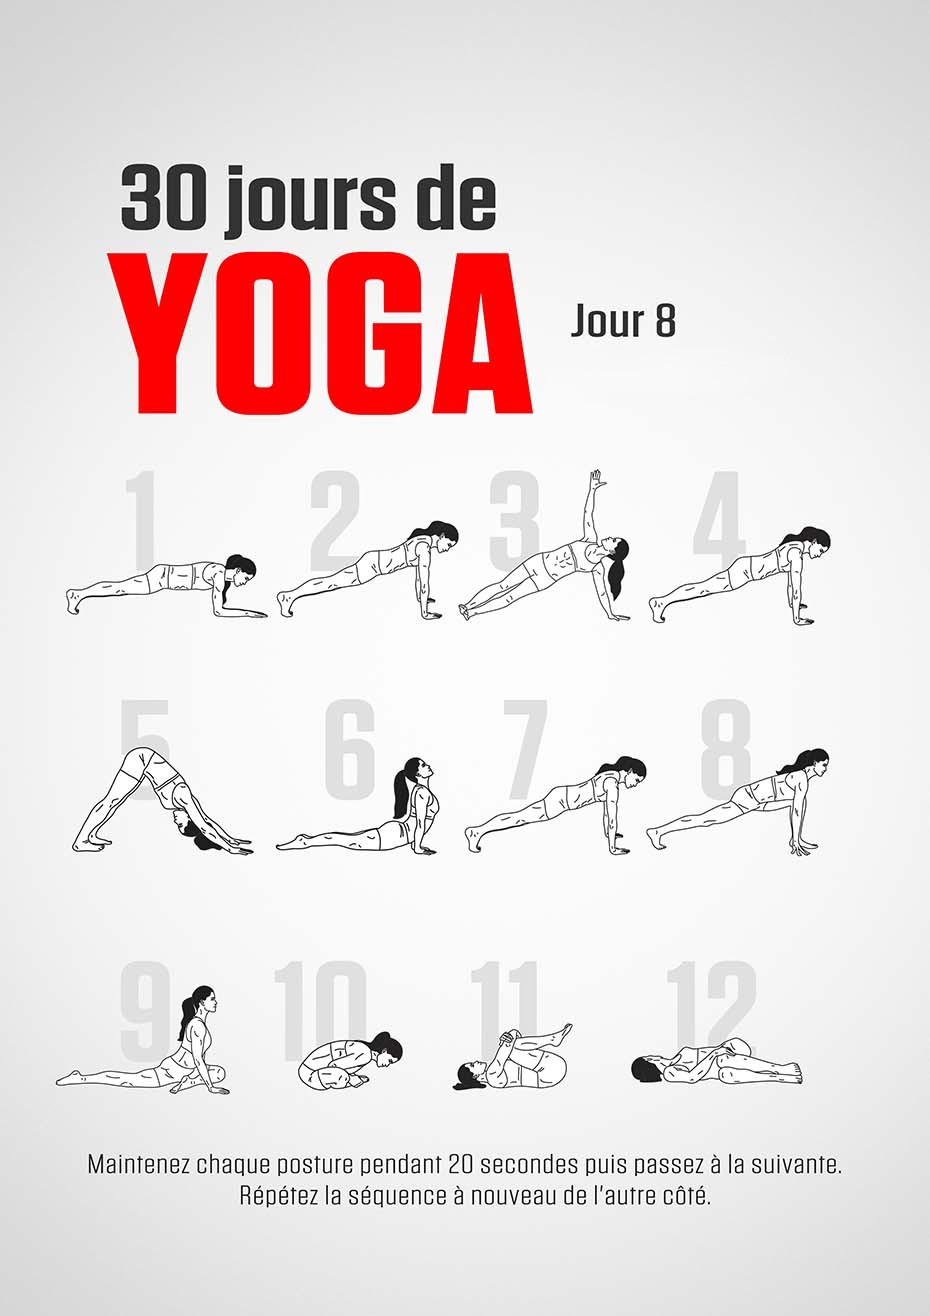 30 jours de
YOGA
Jour 8
1 2 3 4
5 6 7 8
9 10 11 12
Maintenez chaque posture pendant 20 secondes puis passez à la suivante.
Répétez la séquence à nouveau de l'autre côté.